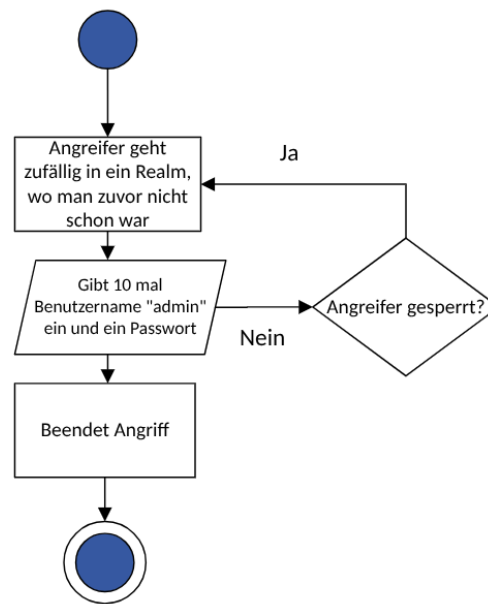 Angreifer geht
zufällig in ein Realm,
wo man zuvor nicht
schon war
Ja
Gibt 10 mal
Benutzername "admin"
ein und ein Passwort
Nein
Angreifer gesperrt?
Beendet Angriff